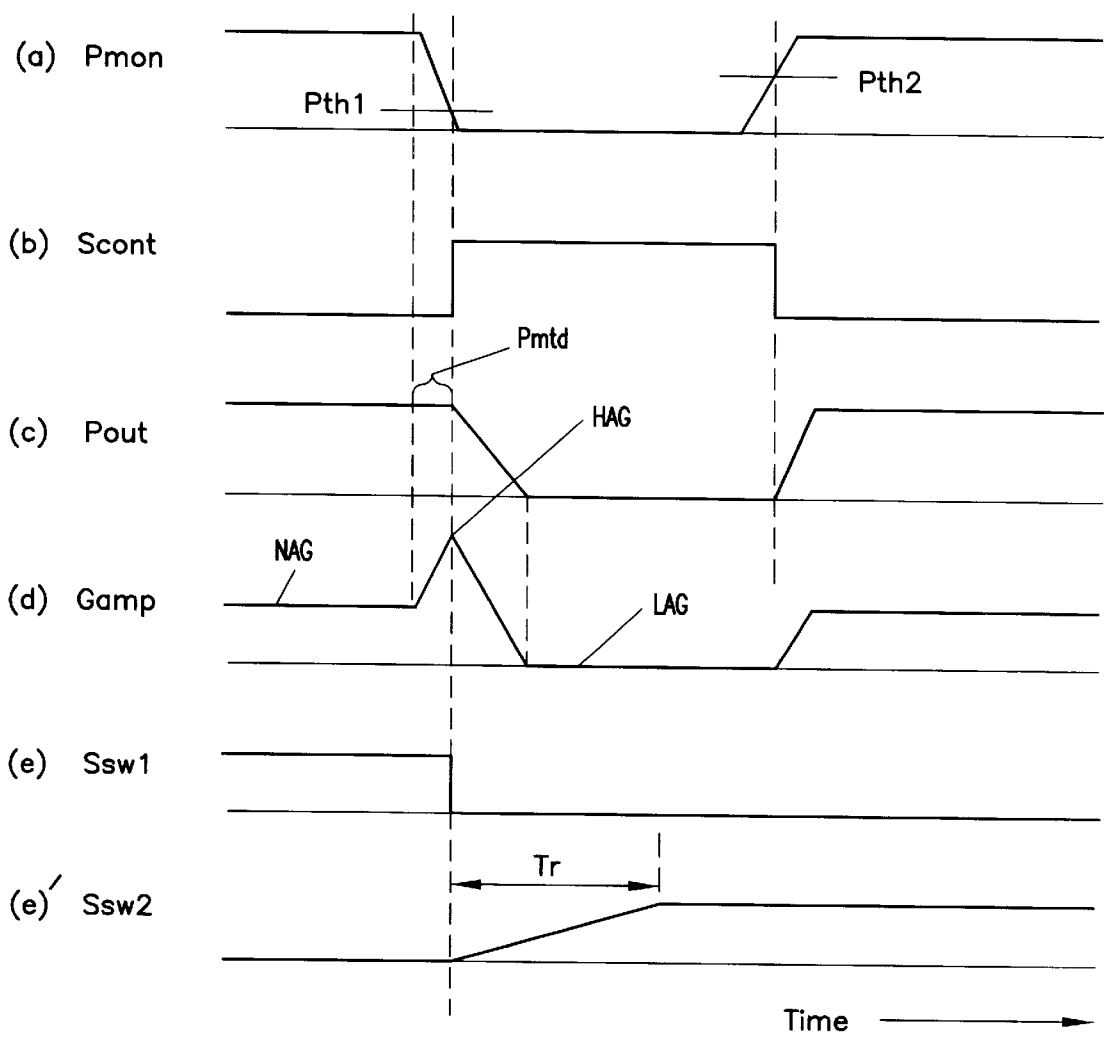 (a) Pmon
Pth1
Pth2
(b) Scont
Pmtd
(c) Pout
HAG
NAG
(d) Gamp
LAG
(e) Ssw1
Tr
(e)′ Ssw2
Time